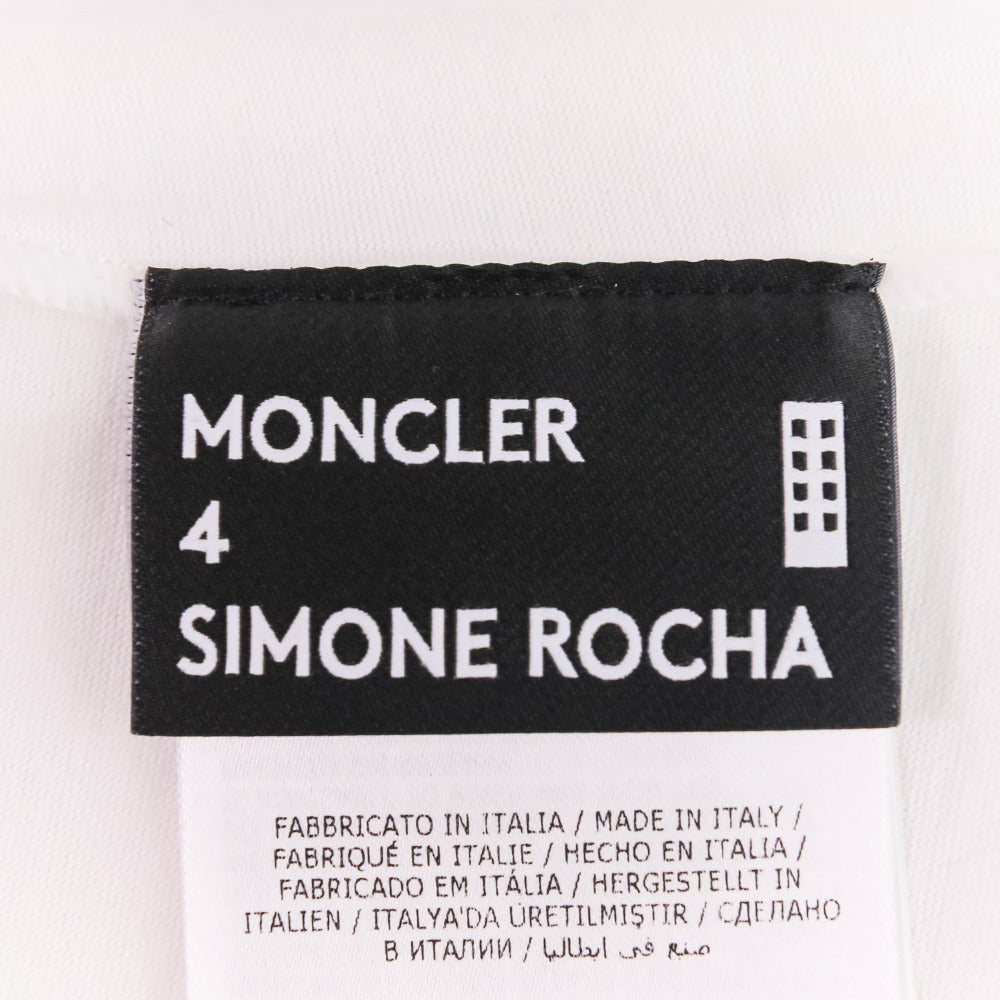 MONCLER
4
SIMONE ROCHA
FABBRICATO IN ITALIA / MADE IN ITALY /
FABRIQUÉ EN ITALIE / HECHO EN ITALIA /
FABRICADO EM ITÁLIA / HERGESTELLT IN
ITALIEN / ITALYA'DA ÜRETILMIŞTIR / СДЕЛАНО
В ИТАЛИИ / صنع في ايطاليا